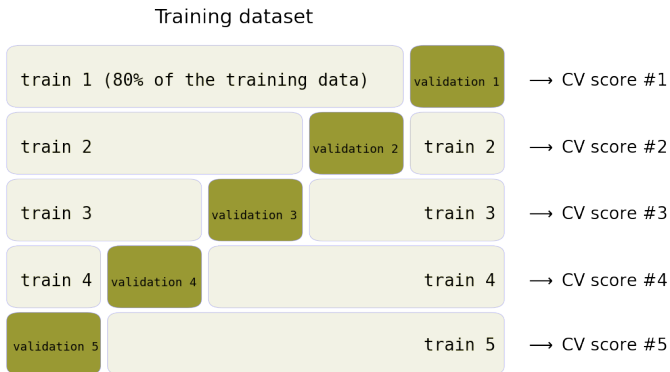 Training dataset
train 1 (80% of the training data) validation 1 → CV score #1
train 2 validation 2 train 2 → CV score #2
train 3 validation 3 train 3 → CV score #3
train 4 validation 4 train 4 → CV score #4
validation 5 train 5 → CV score #5